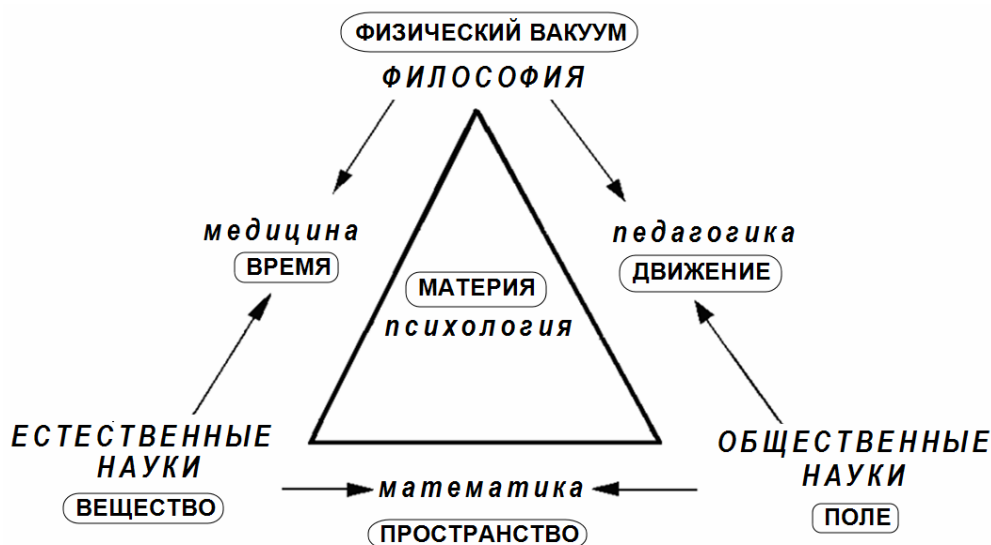 ФИЗИЧЕСКИЙ ВАКУУМ
ФИЛОСОФИЯ
медицина
ВРЕМЯ
педагогика
ДВИЖЕНИЕ
МАТЕРИЯ
психология
ЕСТЕСТВЕННЫЕ
НАУКИ
ВЕЩЕСТВО
математика
ПРОСТРАНСТВО
ОБЩЕСТВЕННЫЕ
НАУКИ
ПОЛЕ